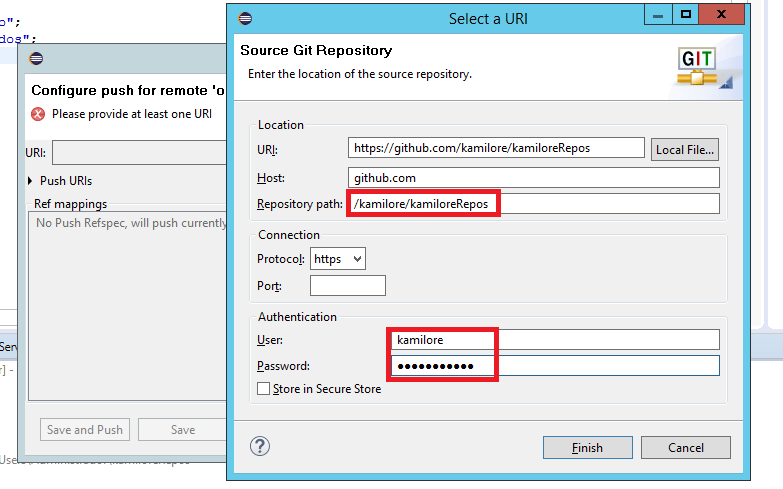 Select a URI
o";
dos";
Source Git Repository
Enter the location of the source repository.
GIT
Configure push for remote 'o
Please provide at least one URI
URI:
Push URIs
Ref mappings
No Push Refspec, will push currently
Save and Push
Save
Location
URI:
https://github.com/kamilore/kamiloreRepos
Local File...
Host:
github.com
Repository path:
/kamilore/kamiloreRepos
Connection
Protocol:
https
Port:
Authentication
User:
kamilore
Password:
●●●●●●●●●●●
Store in Secure Store
?
Finish
Cancel
Serv